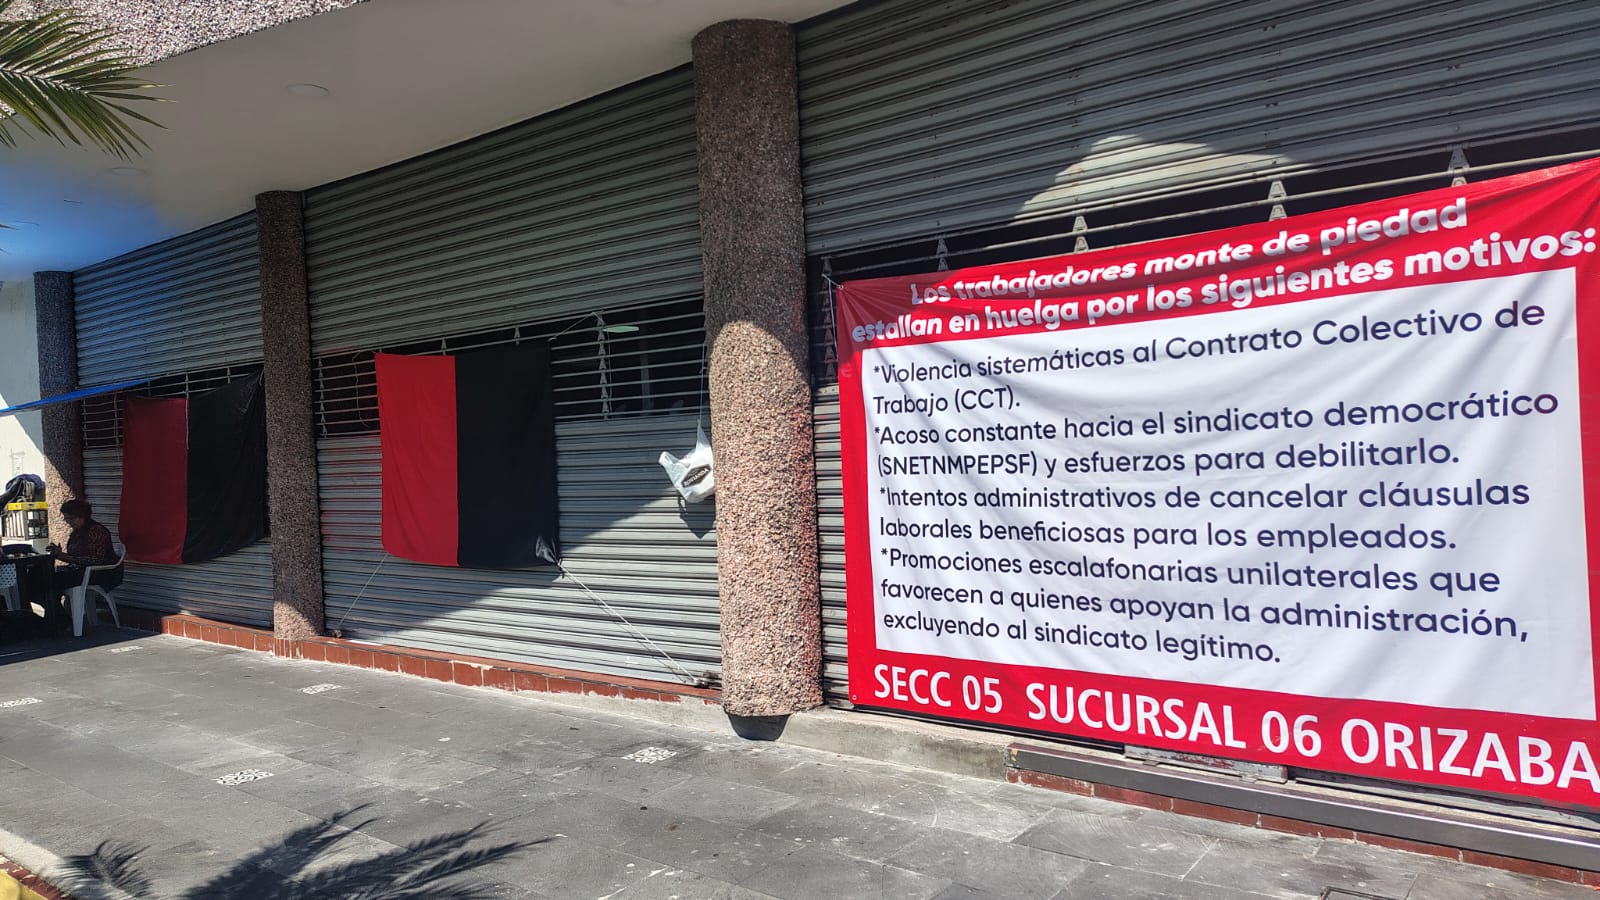 Los trabajadores monte de piedad
estallan en huelga por los siguientes motivos:
*Violencia sistemáticas al Contrato Colectivo de
Trabajo (CCT).
*Acoso constante hacia el sindicato democrático
(SNETNMPEPSF) y esfuerzos para debilitarlo.
*Intentos administrativos de cancelar cláusulas
laborales beneficiosas para los empleados.
*Promociones escalafonarias unilaterales que
favorecen a quienes apoyan la administración,
excluyendo al sindicato legítimo.
SECC 05 SUCURSAL 06 ORIZABA